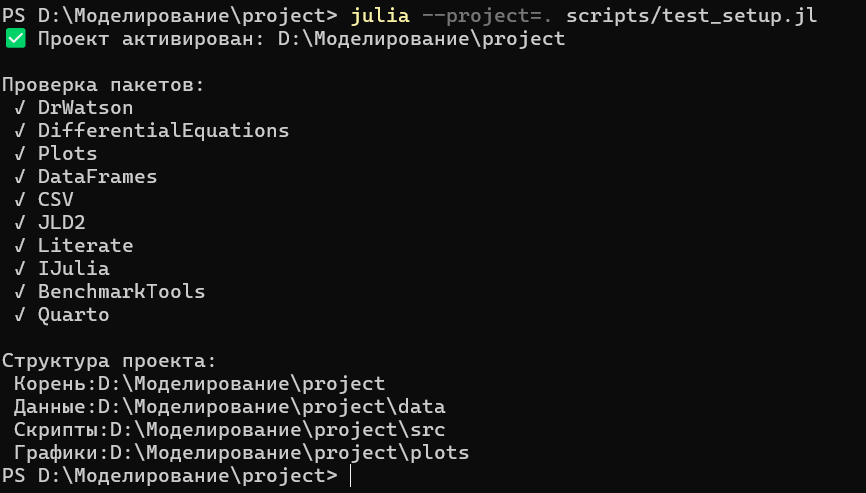 PS D:\Моделирование\project> julia --project=. scripts/test_setup.jl
✅ Проект активирован: D:\Моделирование\project
Проверка пакетов:
√ DrWatson
√ DifferentialEquations
√ Plots
√ DataFrames
√ CSV
√ JLD2
√ Literate
√ IJulia
√ BenchmarkTools
√ Quarto
Структура проекта:
Корень:D:\Моделирование\project
Данные:D:\Моделирование\project\data
Скрипты:D:\Моделирование\project\src
Графики:D:\Моделирование\project\plots
PS D:\Моделирование\project>